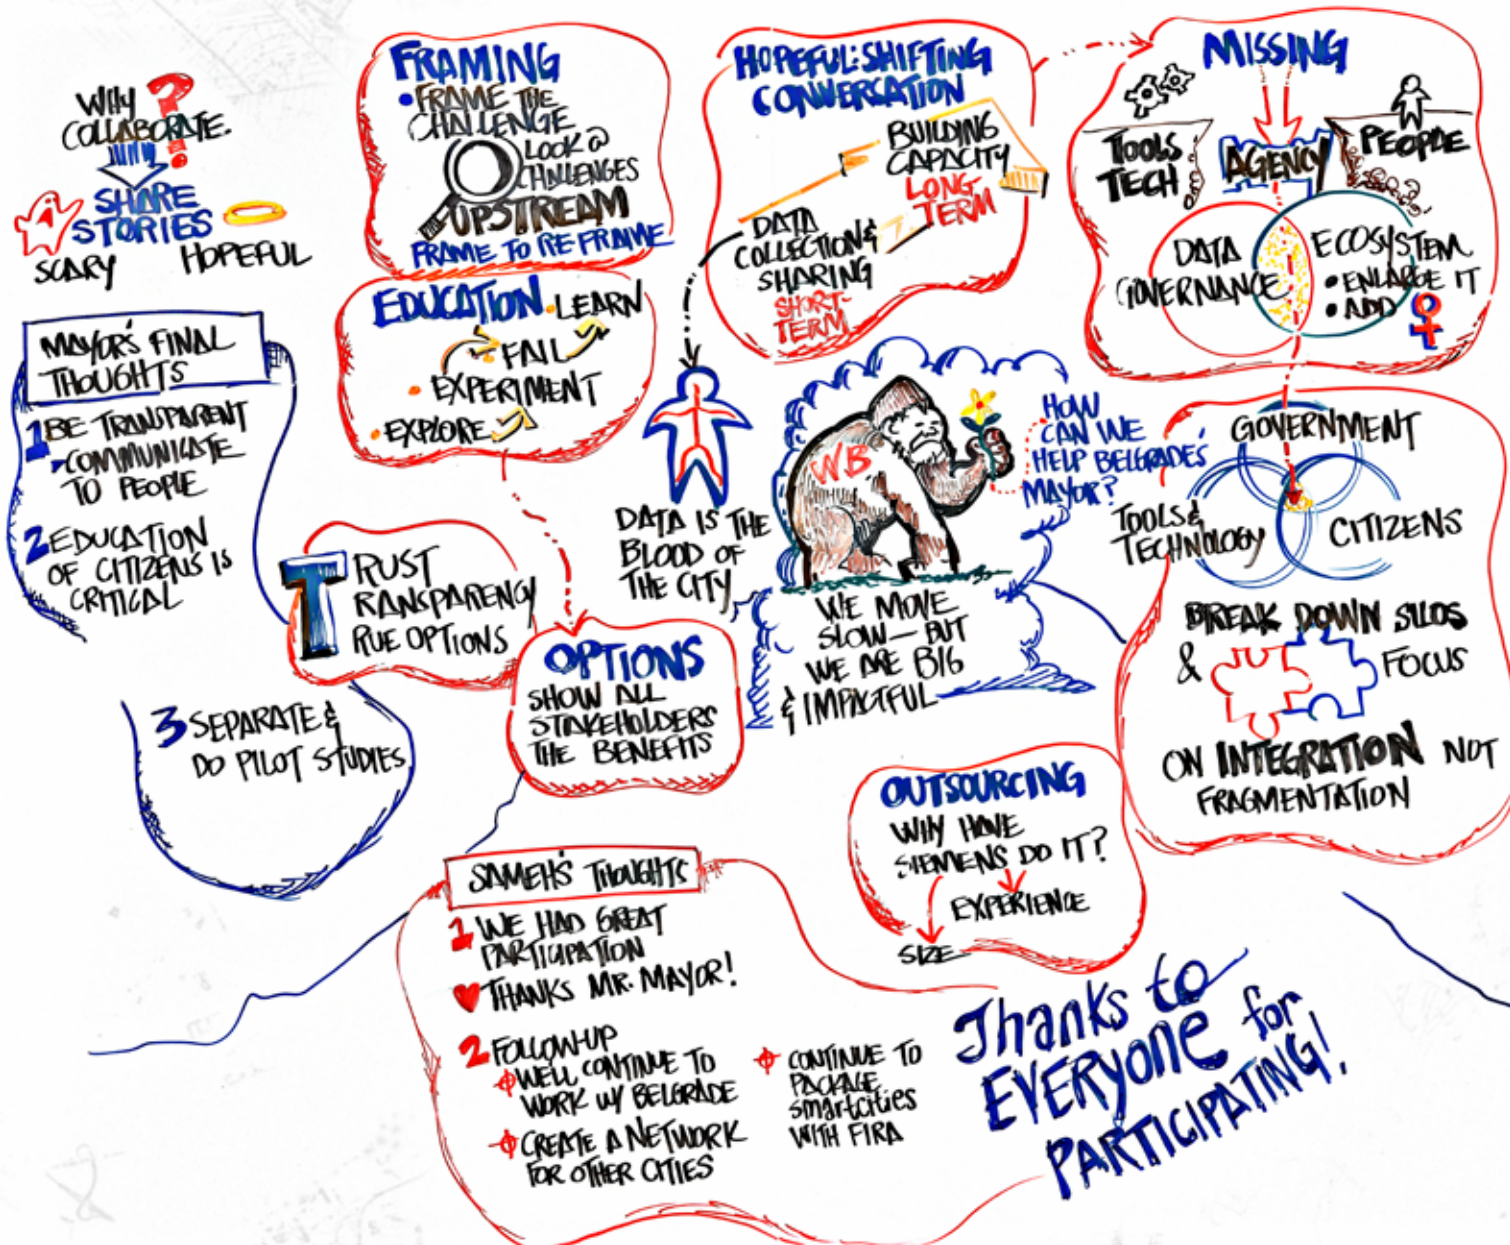 WHY
COLLABORATE.
?
SHARE
STORIES
SCARY
HOPEFUL
FRAMING
• FRAME THE
CHALLENGE
LOOK @
CHALLENGES
UPSTREAM
FRAME TO RE FRAME
EDUCATION
• LEARN
• FAIL
• EXPERIMENT
• EXPLORE
HOPEFUL: SHIFTING
CONVERSATION
BUILDING
CAPACITY
LONG-
TERM
DATA
COLLECTION &
SHARING
SHORT-
TERM
MISSING
TOOLS
TECH
AGENCY
PEOPLE
DATA
GOVERNANCE
ECOSYSTEM
• ENLARGE IT
• ADD
MAYOR'S FINAL
THOUGHTS
1 BE TRANSPARENT
COMMUNICATE
TO PEOPLE
2 EDUCATION
OF CITIZENS IS
CRITICAL
3 SEPARATE &
DO PILOT STUDIES
TRUST
TRANSPARENCY
TRUE OPTIONS
OPTIONS
SHOW ALL
STAKEHOLDERS
THE BENEFITS
DATA IS THE
BLOOD OF
THE CITY
WB
HOW
CAN WE
HELP BELGRADE'S
MAYOR?
WE MOVE
SLOW — BUT
WE ARE BIG
& IMPACTFUL
GOVERNMENT
TOOLS &
TECHNOLOGY
CITIZENS
BREAK DOWN SILOS
& FOCUS
ON INTEGRATION NOT
FRAGMENTATION
OUTSOURCING
WHY HAVE
SIEMENS DO IT?
EXPERIENCE
SIZE
SAMEH'S THOUGHTS
1 WE HAD GREAT
PARTICIPATION
THANKS MR. MAYOR!
2 FOLLOW-UP
WELL CONTINUE TO
WORK W/ BELGRADE
CREATE A NETWORK
FOR OTHER CITIES
CONTINUE TO
PACKAGE
smartcities
WITH FIRA
Thanks to
EVERyone for
PARTICIPATING!